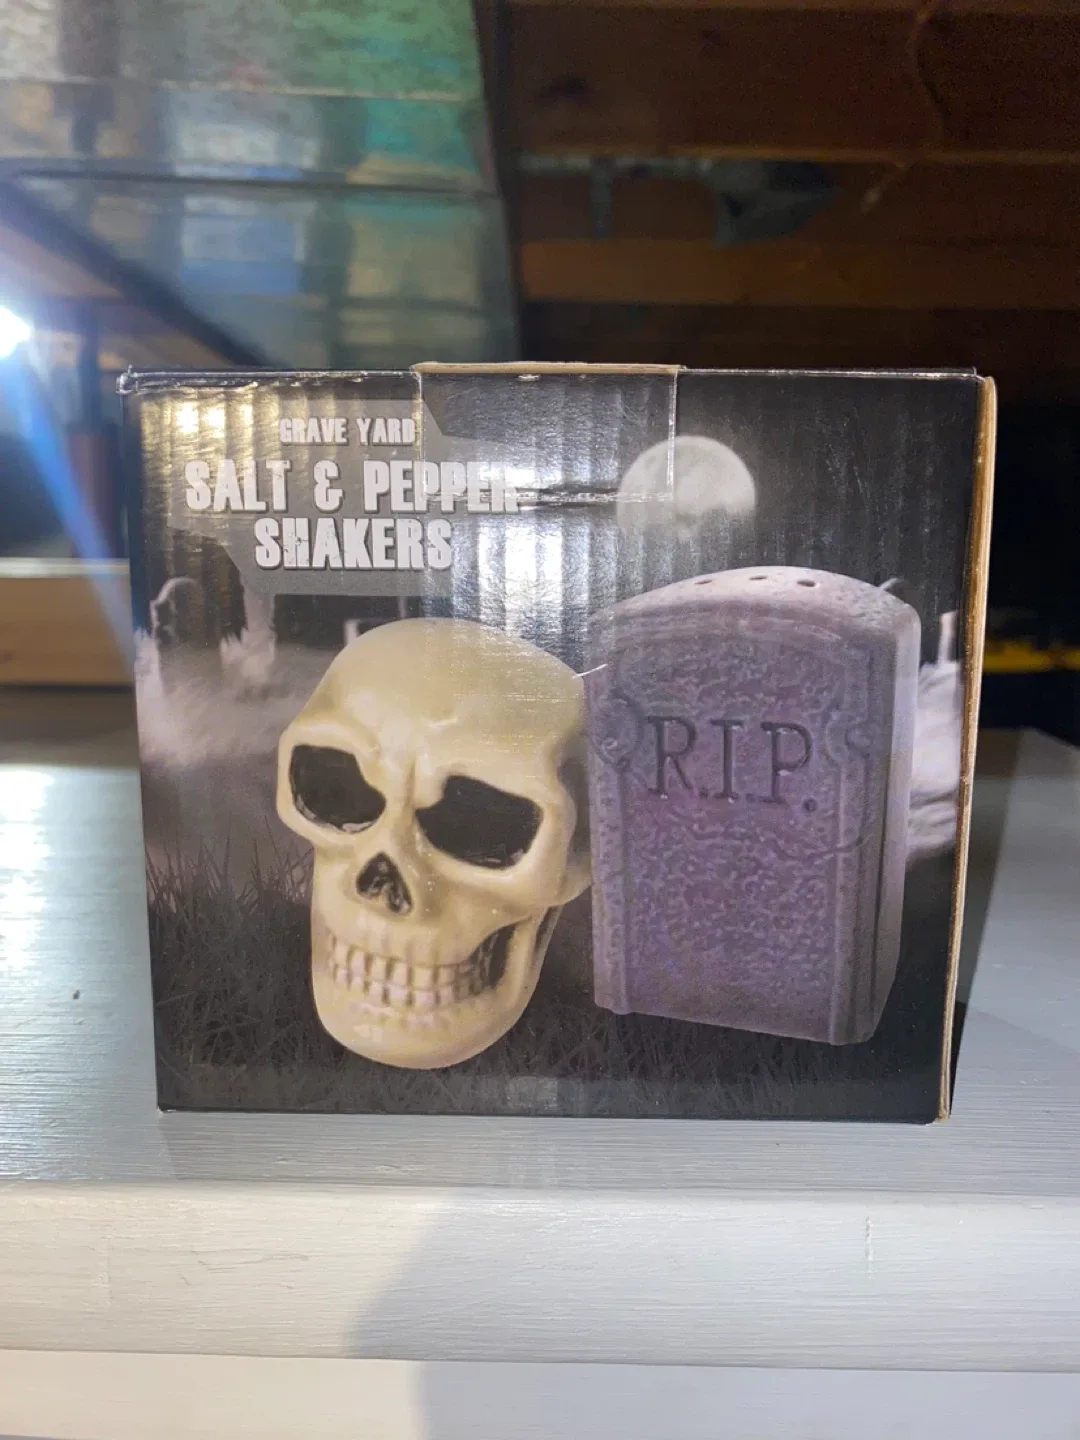 GRAVE YARD
SALT & PEPPER
SHAKERS
R.I.P.